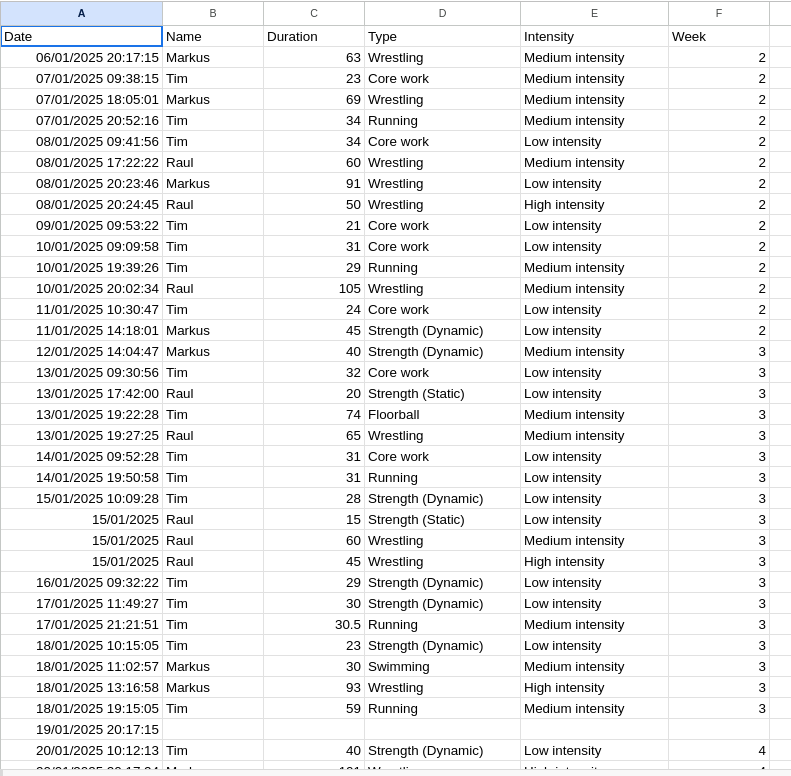 A B C D E F
Date Name Duration Type Intensity Week
06/01/2025 20:17:15 Markus 63 Wrestling Medium intensity 2
07/01/2025 09:38:15 Tim 23 Core work Medium intensity 2
07/01/2025 18:05:01 Markus 69 Wrestling Medium intensity 2
07/01/2025 20:52:16 Tim 34 Running Medium intensity 2
08/01/2025 09:41:56 Tim 34 Core work Low intensity 2
08/01/2025 17:22:22 Raul 60 Wrestling Medium intensity 2
08/01/2025 20:23:46 Markus 91 Wrestling Low intensity 2
08/01/2025 20:24:45 Raul 50 Wrestling High intensity 2
09/01/2025 09:53:22 Tim 21 Core work Low intensity 2
10/01/2025 09:09:58 Tim 31 Core work Low intensity 2
10/01/2025 19:39:26 Tim 29 Running Medium intensity 2
10/01/2025 20:02:34 Raul 105 Wrestling Medium intensity 2
11/01/2025 10:30:47 Tim 24 Core work Low intensity 2
11/01/2025 14:18:01 Markus 45 Strength (Dynamic) Low intensity 2
12/01/2025 14:04:47 Markus 40 Strength (Dynamic) Medium intensity 3
13/01/2025 09:30:56 Tim 32 Core work Low intensity 3
13/01/2025 17:42:00 Raul 20 Strength (Static) Low intensity 3
13/01/2025 19:22:28 Tim 74 Floorball Medium intensity 3
13/01/2025 19:27:25 Raul 65 Wrestling Medium intensity 3
14/01/2025 09:52:28 Tim 31 Core work Low intensity 3
14/01/2025 19:50:58 Tim 31 Running Low intensity 3
15/01/2025 10:09:28 Tim 28 Strength (Dynamic) Low intensity 3
15/01/2025 Raul 15 Strength (Static) Low intensity 3
15/01/2025 Raul 60 Wrestling Medium intensity 3
15/01/2025 Raul 45 Wrestling High intensity 3
16/01/2025 09:32:22 Tim 29 Strength (Dynamic) Low intensity 3
17/01/2025 11:49:27 Tim 30 Strength (Dynamic) Low intensity 3
17/01/2025 21:21:51 Tim 30.5 Running Medium intensity 3
18/01/2025 10:15:05 Tim 23 Strength (Dynamic) Low intensity 3
18/01/2025 11:02:57 Markus 30 Swimming Medium intensity 3
18/01/2025 13:16:58 Markus 93 Wrestling High intensity 3
18/01/2025 19:15:05 Tim 59 Running Medium intensity 3
19/01/2025 20:17:15
20/01/2025 10:12:13 Tim 40 Strength (Dynamic) Low intensity 4